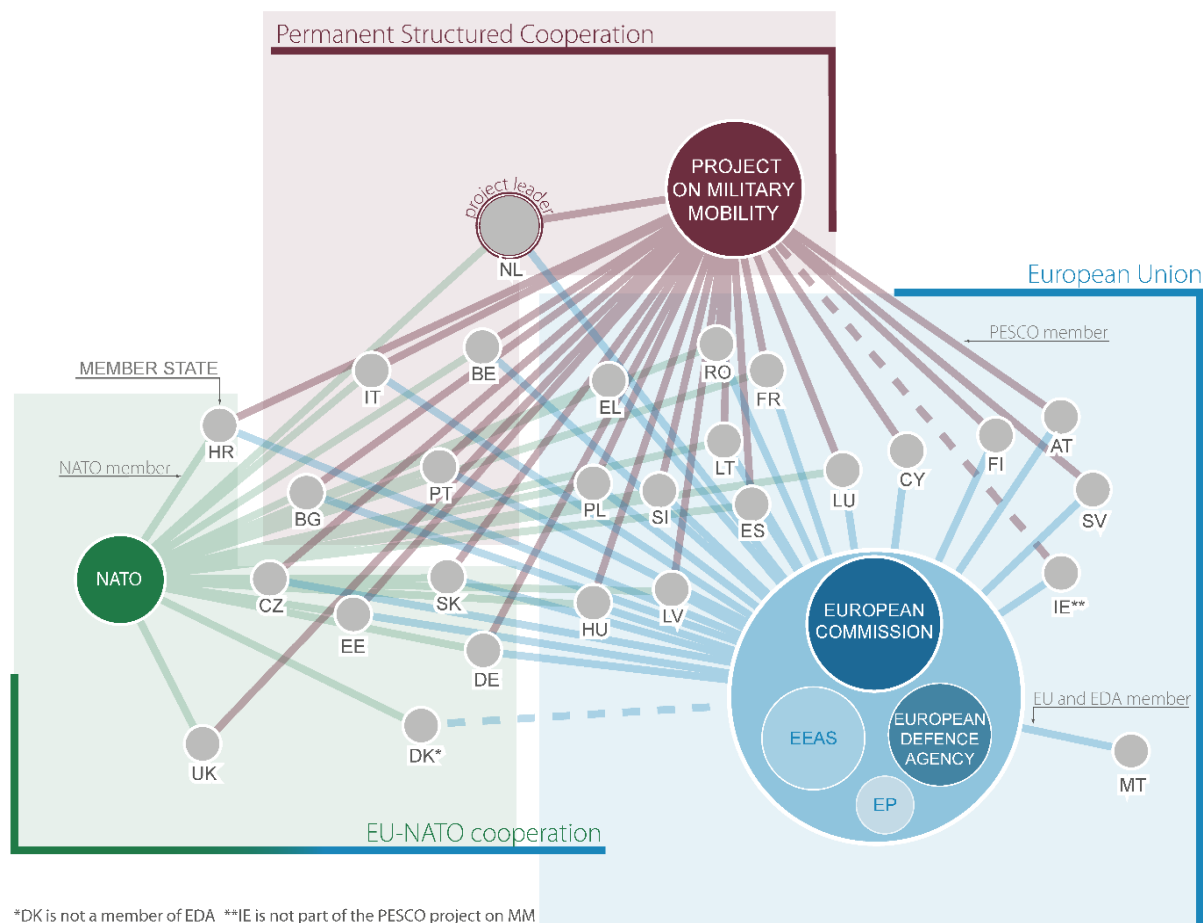 Permanent Structured Cooperation
PROJECT
ON MILITARY
MOBILITY
project leader
NL
European Union
PESCO member
MEMBER STATE
IT
BE
EL
RO
FR
HR
NATO member
BG
PT
PL
SI
LT
ES
LU
CY
FI
AT
SV
NATO
CZ
EE
SK
DE
HU
LV
IE**
EUROPEAN
COMMISSION
EU and EDA member
EEAS
EUROPEAN
DEFENCE
AGENCY
EP
MT
UK
DK*
EU-NATO cooperation
*DK is not a member of EDA **IE is not part of the PESCO project on MM